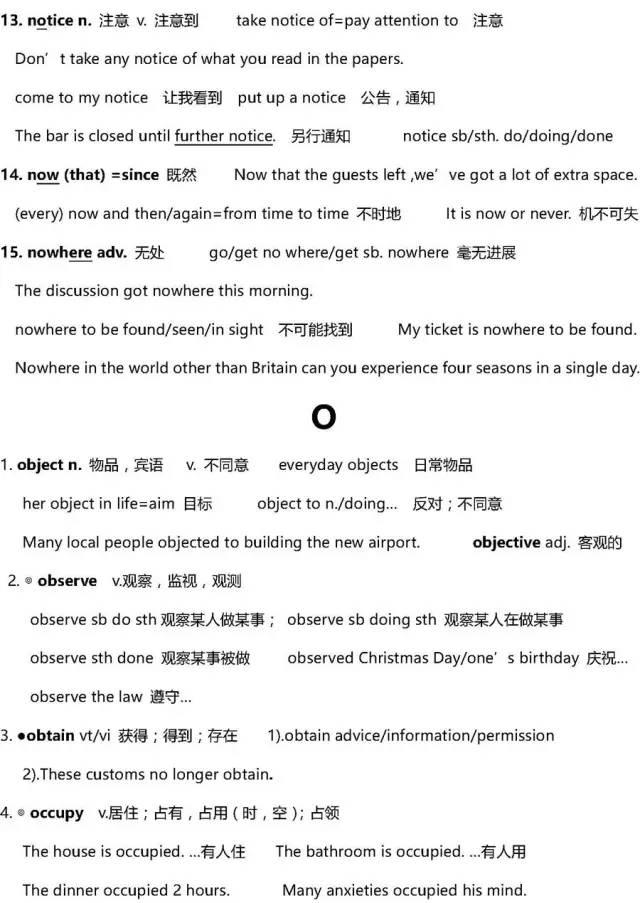 13. notice n. 注意 v. 注意到 take notice of=pay attention to 注意
Don't take any notice of what you read in the papers.
come to my notice 让我看到 put up a notice 公告，通知
The bar is closed until further notice. 另行通知 notice sb/sth. do/doing/done
14. now (that) =since 既然 Now that the guests left ,we've got a lot of extra space.
(every) now and then/again=from time to time 不时地 It is now or never. 机不可失
15. nowhere adv. 无处 go/get no where/get sb. nowhere 毫无进展
The discussion got nowhere this morning.
nowhere to be found/seen/in sight 不可能找到 My ticket is nowhere to be found.
Nowhere in the world other than Britain can you experience four seasons in a single day.
O
1. object n. 物品，宾语 v. 不同意 everyday objects 日常物品
her object in life=aim 目标 object to n./doing... 反对；不同意
Many local people objected to building the new airport. objective adj. 客观的
2. ⌾ observe v.观察，监视，观测
observe sb do sth 观察某人做某事； observe sb doing sth 观察某人在做某事
observe sth done 观察某事被做 observed Christmas Day/one's birthday 庆祝...
observe the law 遵守...
3. ●obtain vt/vi 获得；得到；存在 1).obtain advice/information/permission
2).These customs no longer obtain.
4. ⌾ occupy v.居住；占有，占用（时，空）；占领
The house is occupied. ...有人住 The bathroom is occupied. ...有人用
The dinner occupied 2 hours. Many anxieties occupied his mind.